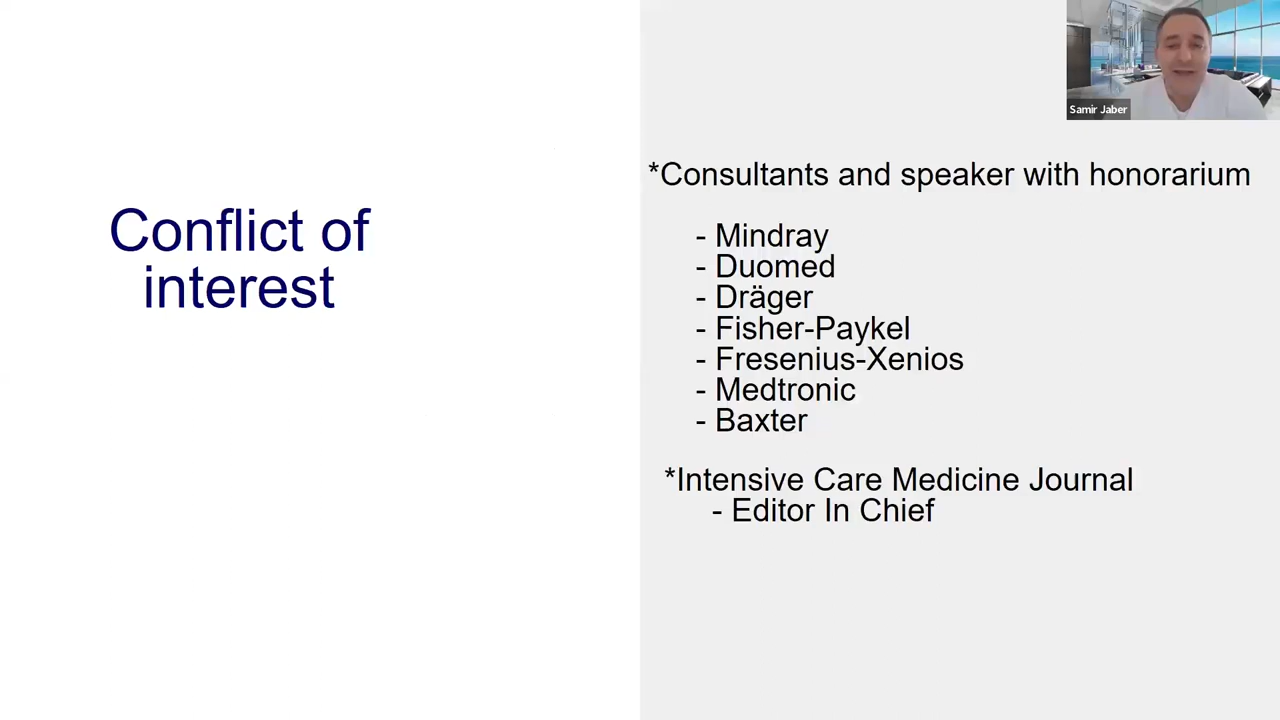 Samir Jaber
Conflict of
interest
*Consultants and speaker with honorarium
- Mindray
- Duomed
- Dräger
- Fisher-Paykel
- Fresenius-Xenios
- Medtronic
- Baxter
*Intensive Care Medicine Journal
- Editor In Chief